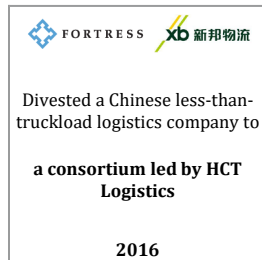 FORTRESS xb 新邦物流
Divested a Chinese less-than-
truckload logistics company to
a consortium led by HCT
Logistics
2016